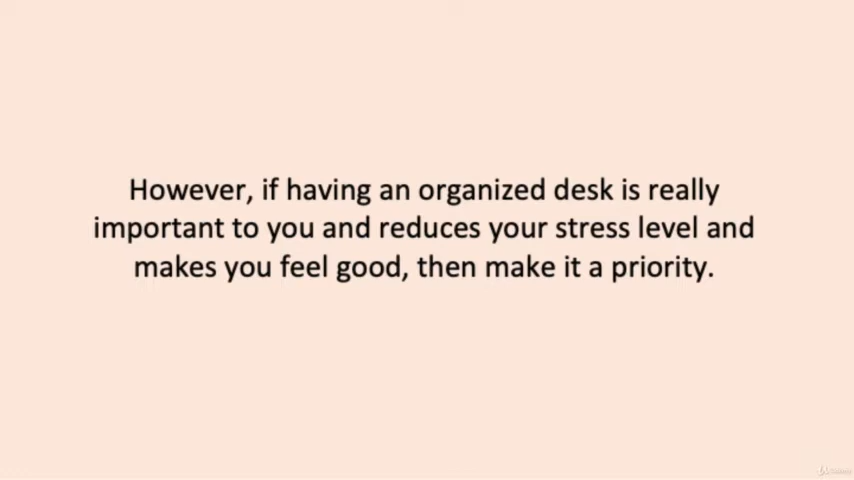 However, if having an organized desk is really
important to you and reduces your stress level and
makes you feel good, then make it a priority.